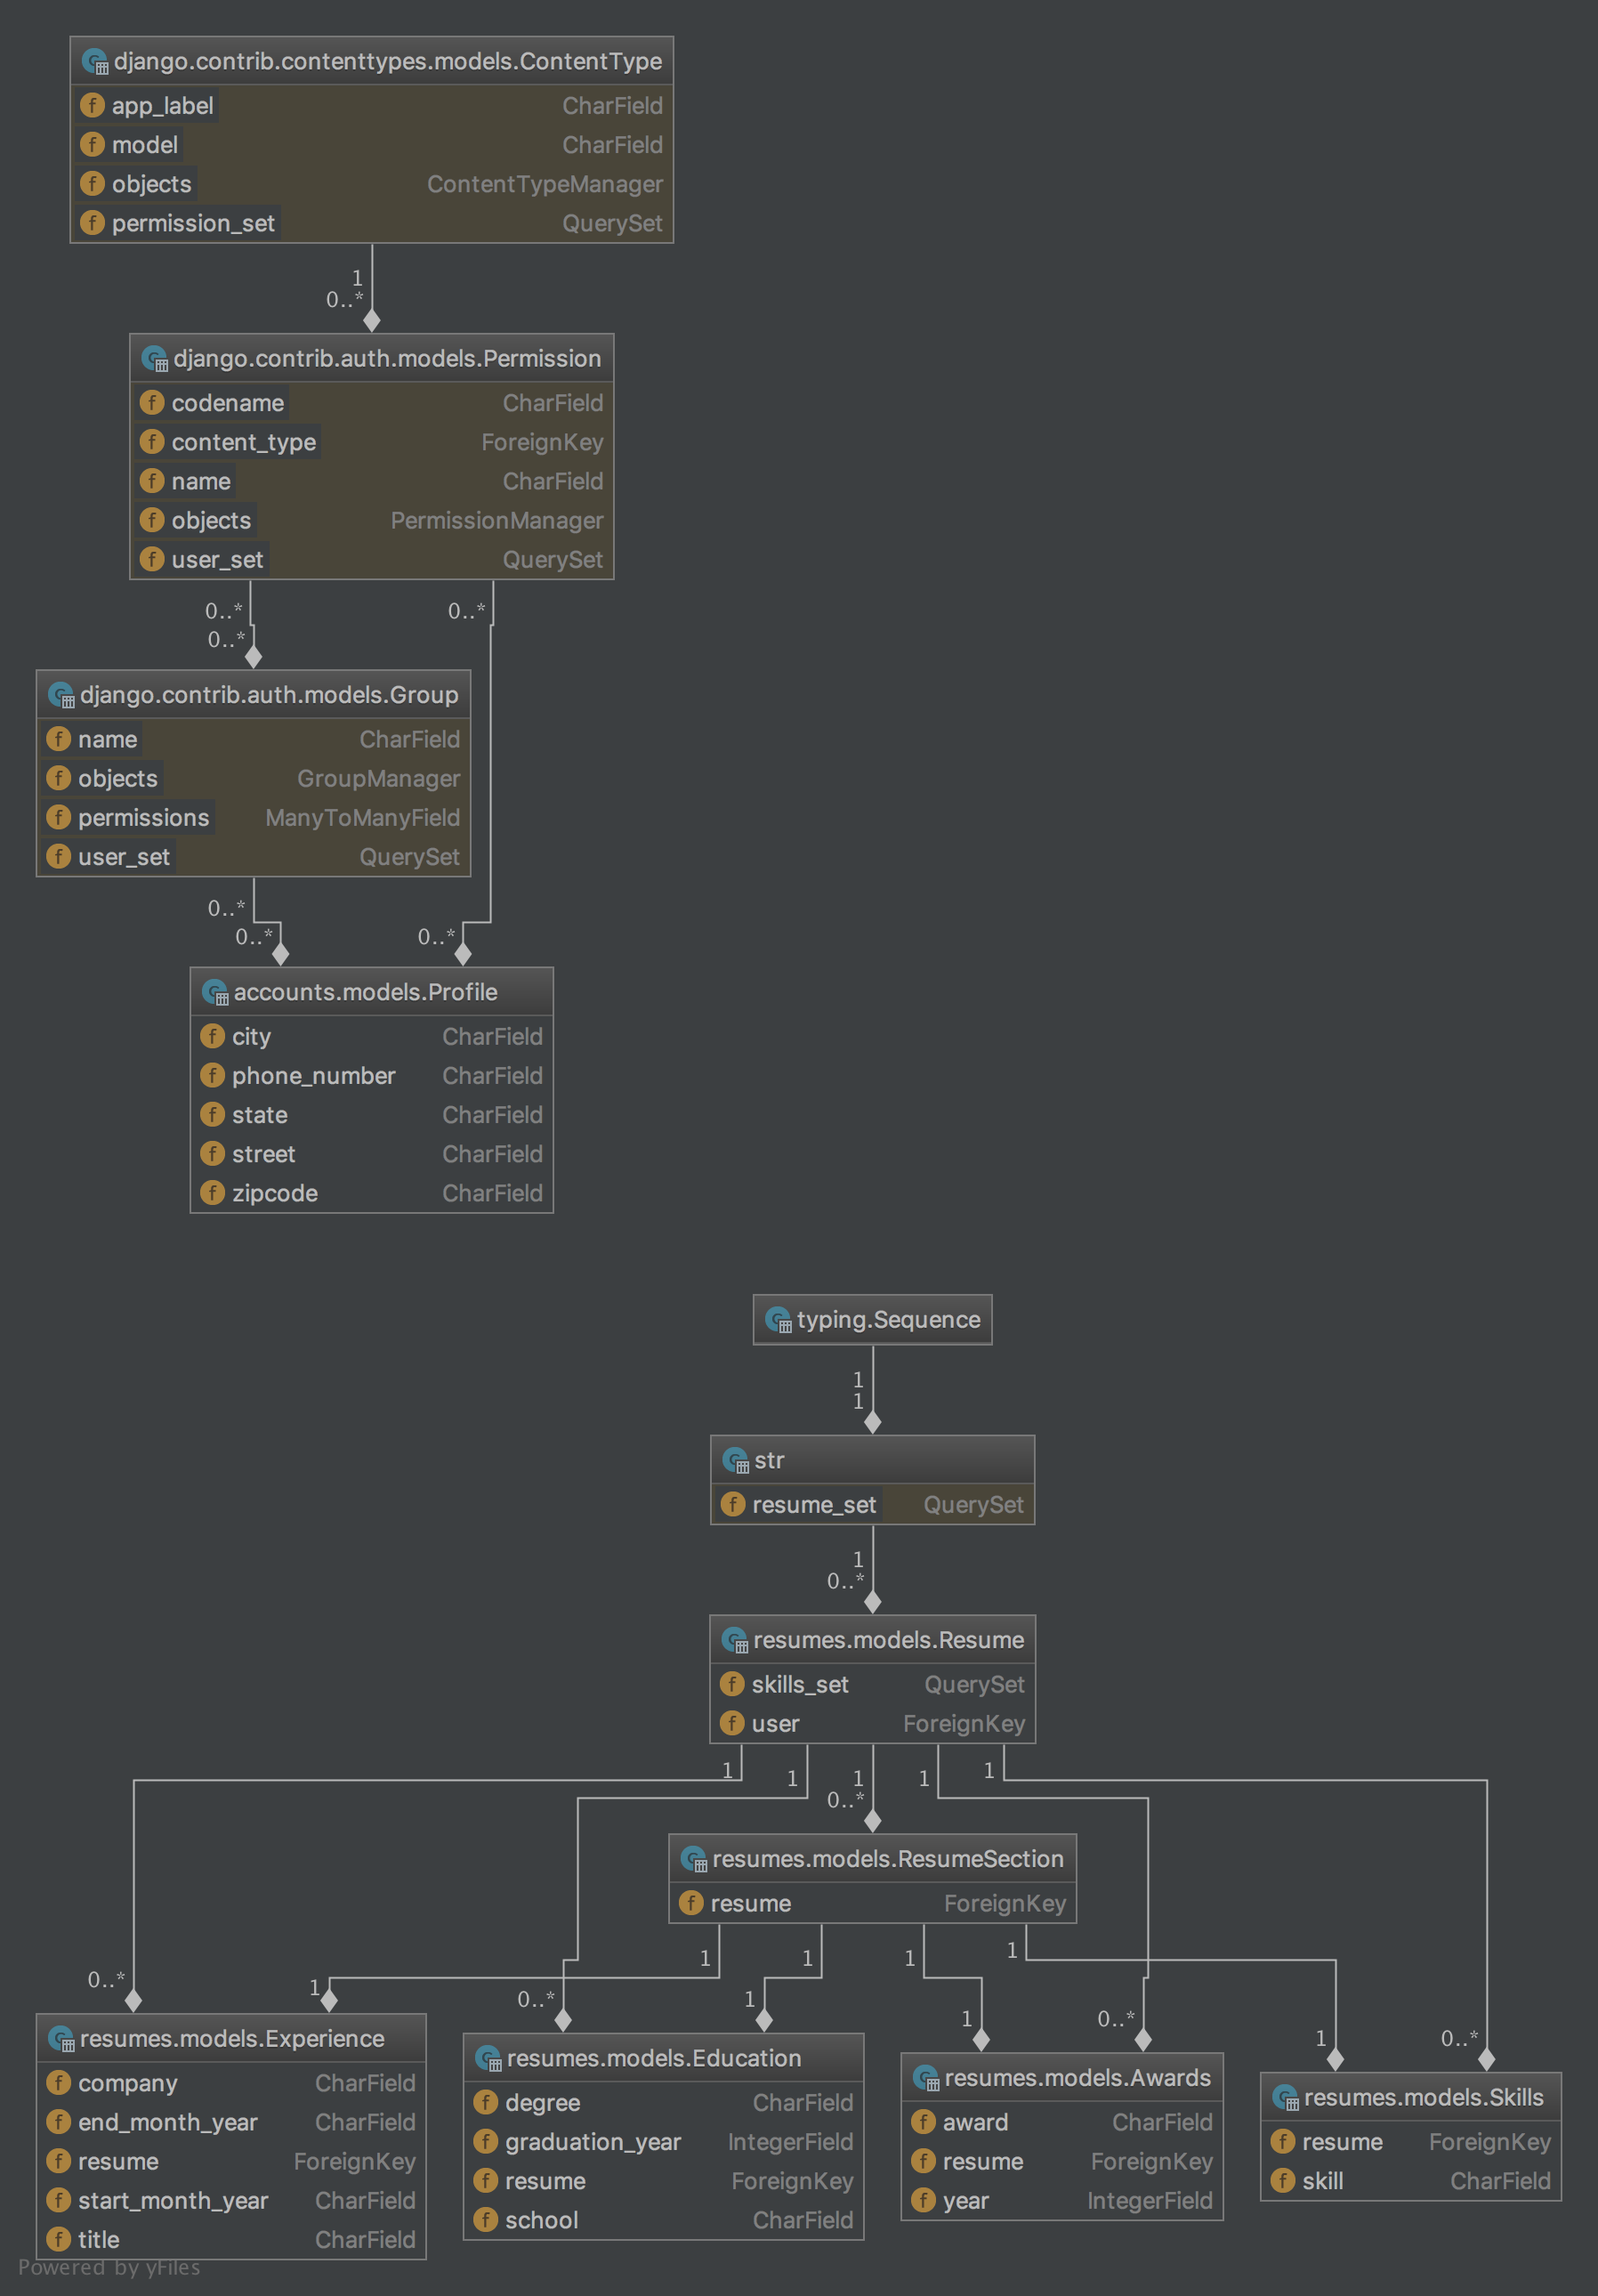 django.contrib.contenttypes.models.ContentType
app_label CharField
model CharField
objects ContentTypeManager
permission_set QuerySet
1
0..*
django.contrib.auth.models.Permission
codename CharField
content_type ForeignKey
name CharField
objects PermissionManager
user_set QuerySet
0..* 0..*
0..*
django.contrib.auth.models.Group
name CharField
objects GroupManager
permissions ManyToManyField
user_set QuerySet
0..*
0..* 0..*
accounts.models.Profile
city CharField
phone_number CharField
state CharField
street CharField
zipcode CharField
typing.Sequence
1
1
str
resume_set QuerySet
1
0..*
resumes.models.Resume
skills_set QuerySet
user ForeignKey
1 1 1 1 1
0..*
resumes.models.ResumeSection
resume ForeignKey
1 1 1 1
0..* 1 0..* 1 1 0..* 1 0..*
resumes.models.Experience
company CharField
end_month_year CharField
resume ForeignKey
start_month_year CharField
title CharField
resumes.models.Education
degree CharField
graduation_year IntegerField
resume ForeignKey
school CharField
resumes.models.Awards
award CharField
resume ForeignKey
year IntegerField
resumes.models.Skills
resume ForeignKey
skill CharField
Powered by yFiles